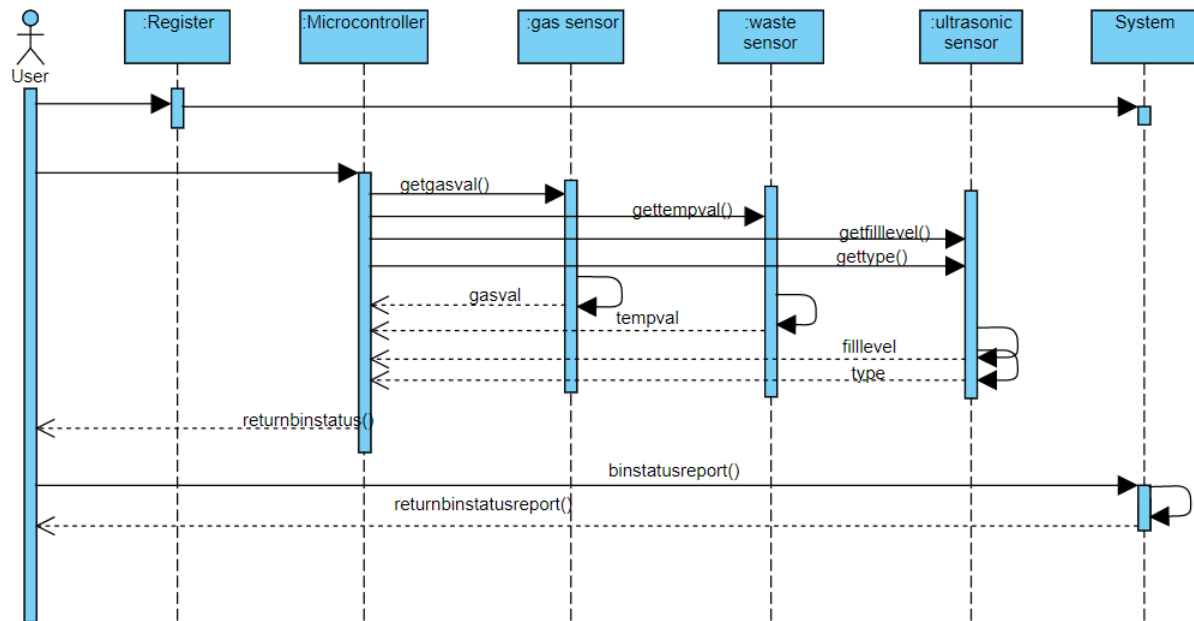 :Register
:Microcontroller
:gas sensor
:waste
sensor
:ultrasonic
sensor
System
User
getgasval()
gettempval()
getfilllevel()
gettype()
gasval
tempval
filllevel
type
returnbinstatus()
binstatusreport()
returnbinstatusreport()